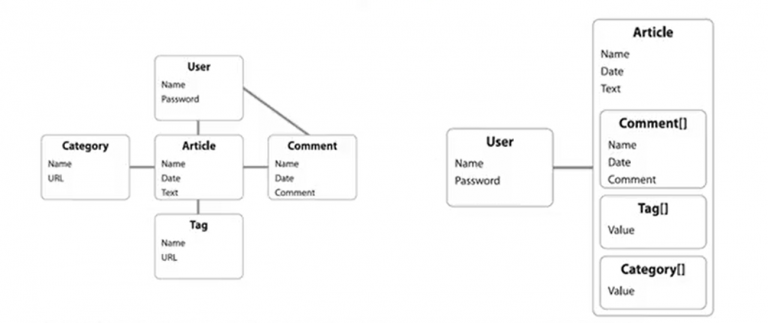 User
Name
Password
Category
Name
URL
Article
Name
Date
Text
Comment
Name
Date
Comment
Tag
Name
URL
User
Name
Password
Article
Name
Date
Text
Comment[]
Name
Date
Comment
Tag[]
Value
Category[]
Value